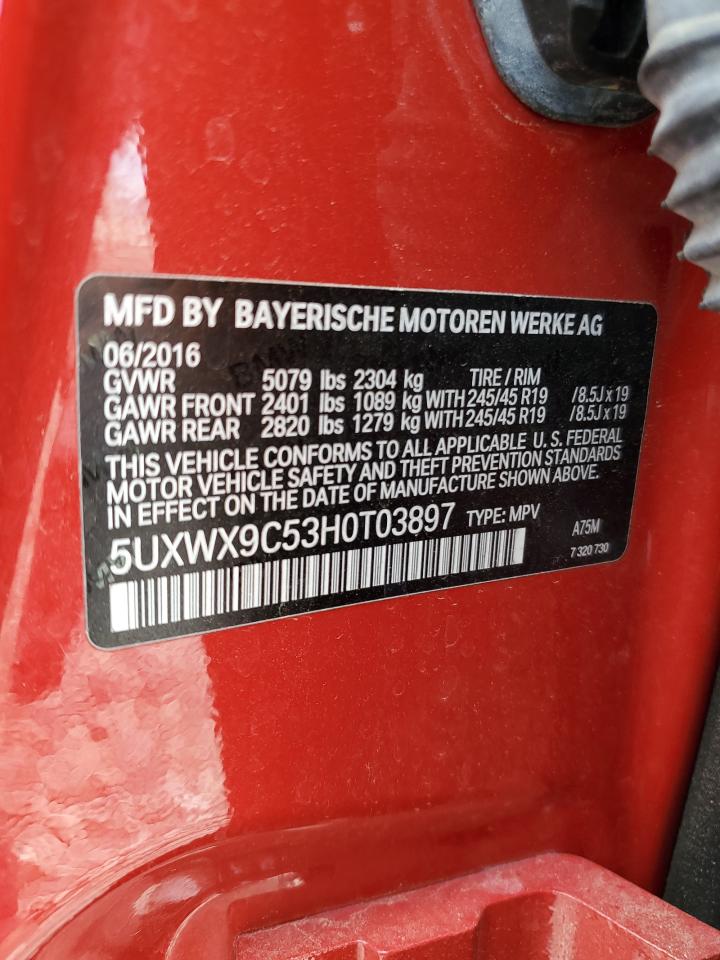 MFD BY BAYERISCHE MOTOREN WERKE AG
06/2016
GVWR 5079 lbs 2304 kg TIRE / RIM
GAWR FRONT 2401 lbs 1089 kg WITH 245/45 R19 /8.5J x 19
GAWR REAR 2820 lbs 1279 kg WITH 245/45 R19 /8.5J x 19
THIS VEHICLE CONFORMS TO ALL APPLICABLE U.S. FEDERAL
MOTOR VEHICLE SAFETY AND THEFT PREVENTION STANDARDS
IN EFFECT ON THE DATE OF MANUFACTURE SHOWN ABOVE.
5UXWX9C53H0T03897 TYPE: MPV A75M
7 320 730